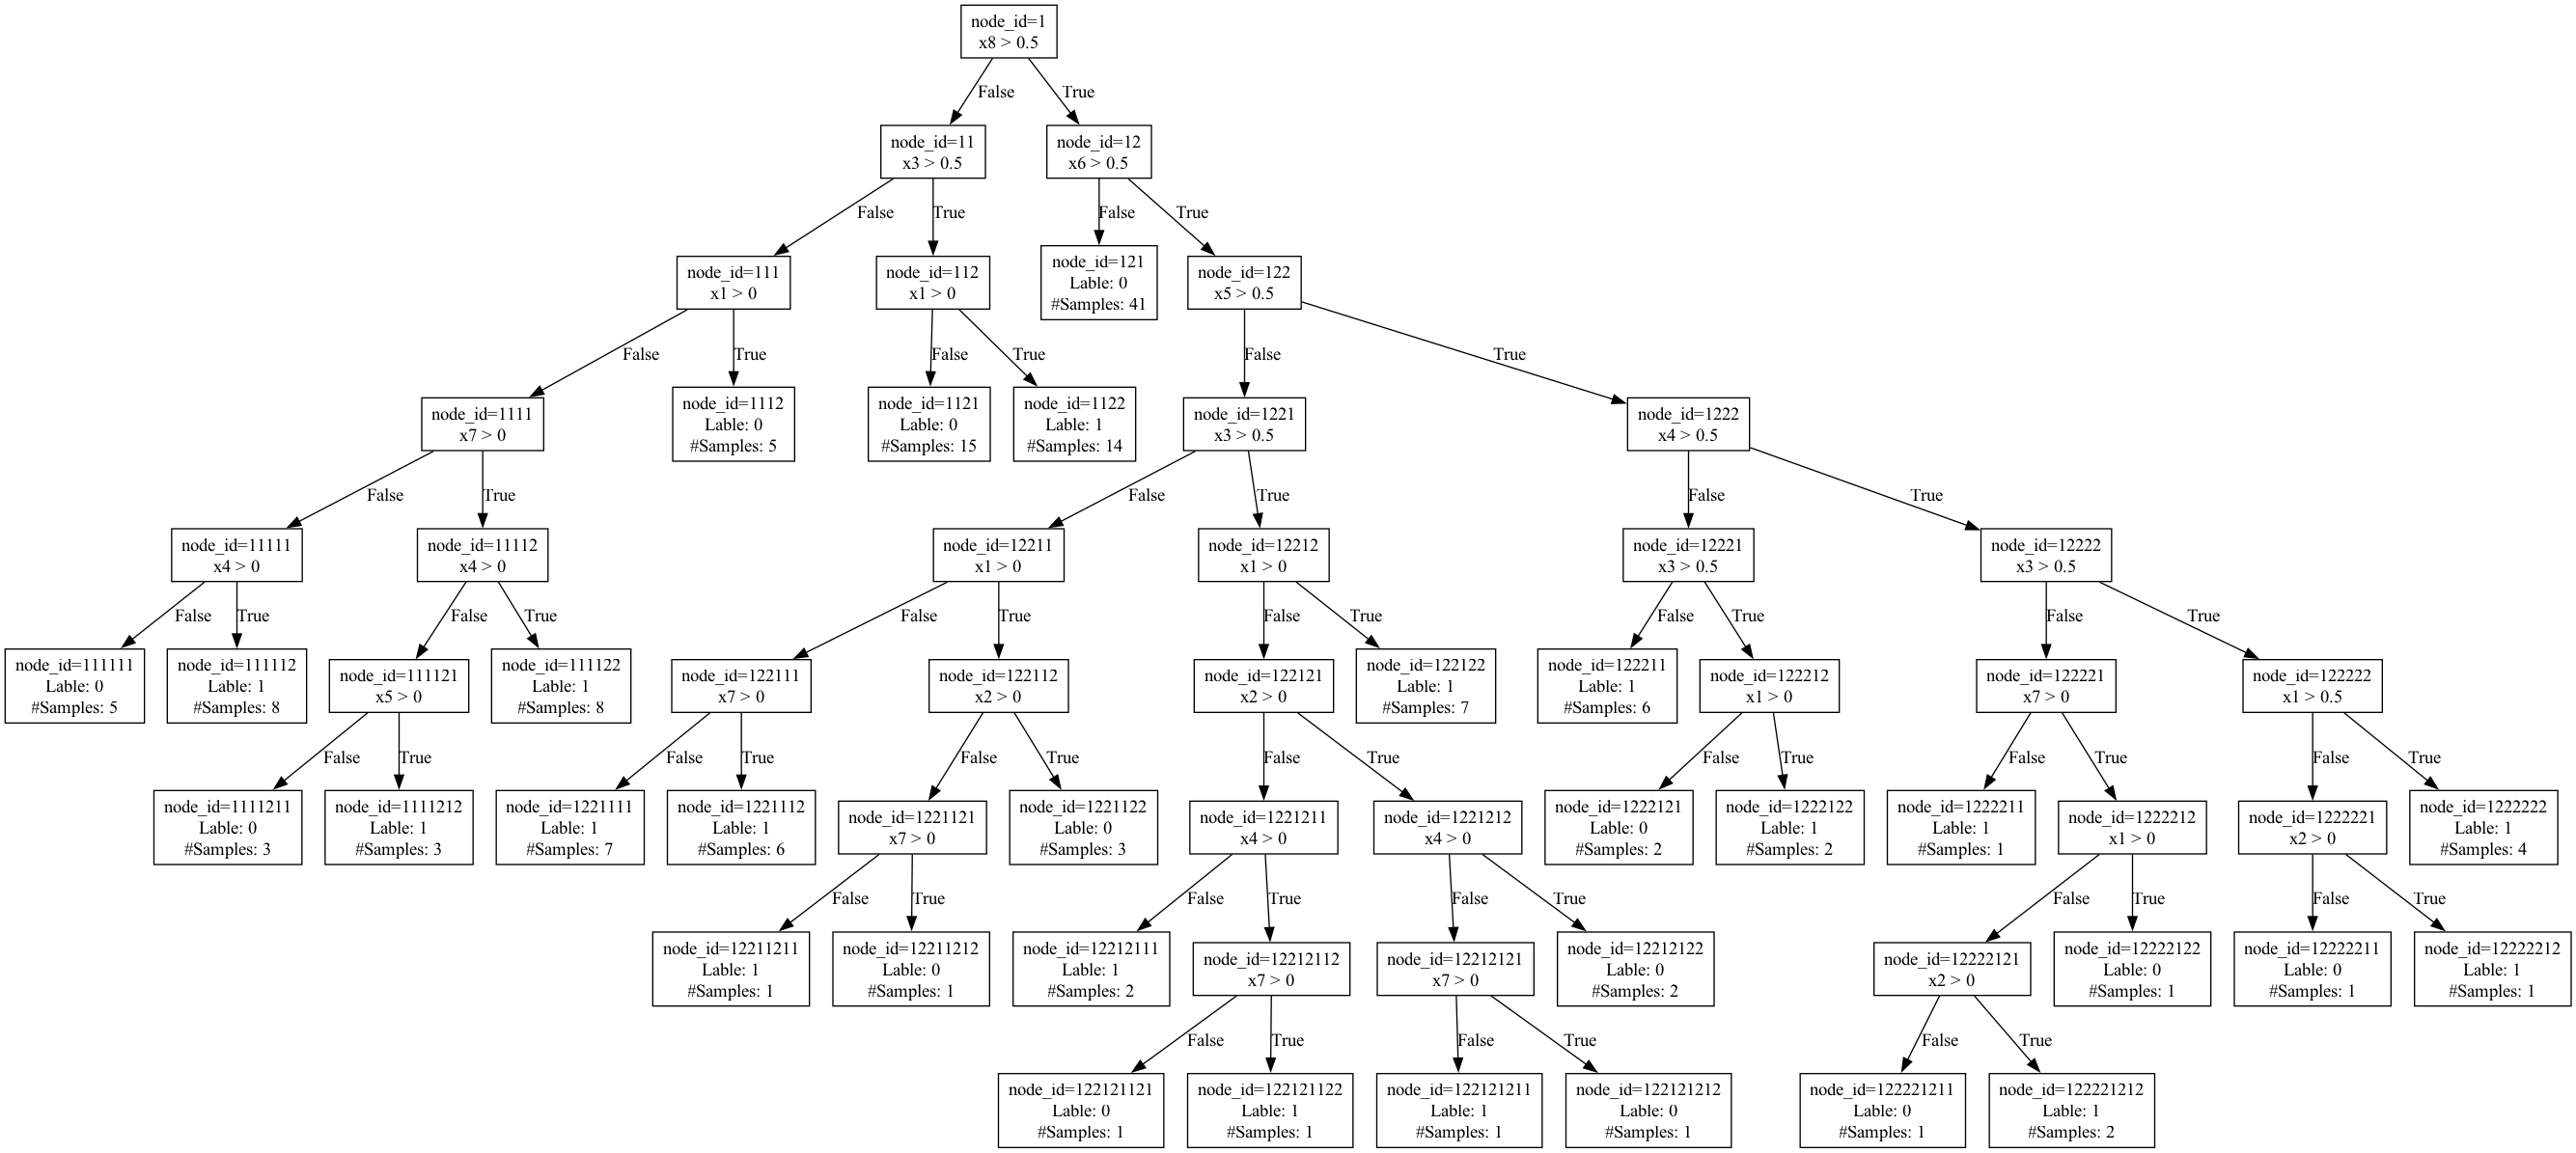 node_id=1
x8 > 0.5
False
True
node_id=11
x3 > 0.5
node_id=12
x6 > 0.5
False
True
False
True
node_id=111
x1 > 0
node_id=112
x1 > 0
node_id=121
Lable: 0
#Samples: 41
node_id=122
x5 > 0.5
False
True
False
True
False
True
node_id=1111
x7 > 0
node_id=1112
Lable: 0
#Samples: 5
node_id=1121
Lable: 0
#Samples: 15
node_id=1122
Lable: 1
#Samples: 14
node_id=1221
x3 > 0.5
node_id=1222
x4 > 0.5
False
True
False
True
False
True
node_id=11111
x4 > 0
node_id=11112
x4 > 0
node_id=12211
x1 > 0
node_id=12212
x1 > 0
node_id=12221
x3 > 0.5
node_id=12222
x3 > 0.5
False
True
False
True
False
True
False
True
False
True
False
True
node_id=111111
Lable: 0
#Samples: 5
node_id=111112
Lable: 1
#Samples: 8
node_id=111121
x5 > 0
node_id=111122
Lable: 1
#Samples: 8
node_id=122111
x7 > 0
node_id=122112
x2 > 0
node_id=122121
x2 > 0
node_id=122122
Lable: 1
#Samples: 7
node_id=122211
Lable: 1
#Samples: 6
node_id=122212
x1 > 0
node_id=122221
x7 > 0
node_id=122222
x1 > 0.5
False
True
False
True
False
True
False
True
False
True
False
True
False
True
node_id=1111211
Lable: 0
#Samples: 3
node_id=1111212
Lable: 1
#Samples: 3
node_id=1221111
Lable: 1
#Samples: 7
node_id=1221112
Lable: 1
#Samples: 6
node_id=1221121
x7 > 0
node_id=1221122
Lable: 0
#Samples: 3
node_id=1221211
x4 > 0
node_id=1221212
x4 > 0
node_id=1222121
Lable: 0
#Samples: 2
node_id=1222122
Lable: 1
#Samples: 2
node_id=1222211
Lable: 1
#Samples: 1
node_id=1222212
x1 > 0
node_id=1222221
x2 > 0
node_id=1222222
Lable: 1
#Samples: 4
False
True
False
True
False
True
False
True
False
True
node_id=12211211
Lable: 1
#Samples: 1
node_id=12211212
Lable: 0
#Samples: 1
node_id=12212111
Lable: 1
#Samples: 2
node_id=12212112
x7 > 0
node_id=12212121
x7 > 0
node_id=12212122
Lable: 0
#Samples: 2
node_id=12222121
x2 > 0
node_id=12222122
Lable: 0
#Samples: 1
node_id=12222211
Lable: 0
#Samples: 1
node_id=12222212
Lable: 1
#Samples: 1
False
True
False
True
False
True
node_id=122121121
Lable: 0
#Samples: 1
node_id=122121122
Lable: 1
#Samples: 1
node_id=122121211
Lable: 1
#Samples: 1
node_id=122121212
Lable: 0
#Samples: 1
node_id=122221211
Lable: 0
#Samples: 1
node_id=122221212
Lable: 1
#Samples: 2